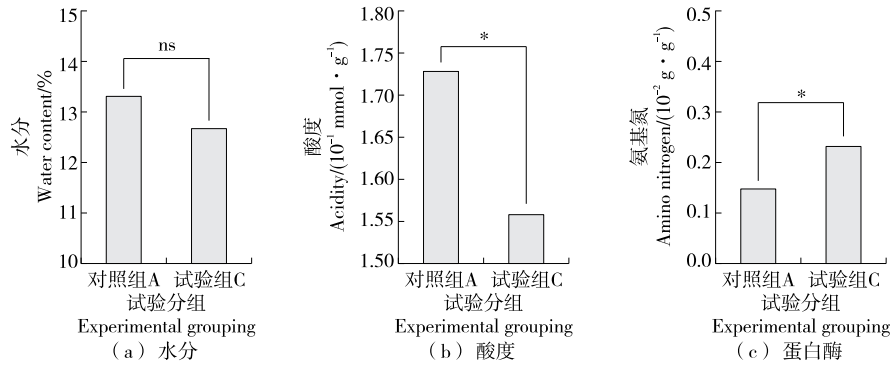 水分
Water content/%
15
14
13
12
11
10
ns
对照组A 试验组C
试验分组
Experimental grouping
(a) 水分
酸度
Acidity/(10⁻¹ mmol·g⁻¹)
1.80
1.75
1.70
1.65
1.60
1.55
1.50
*
对照组A 试验组C
试验分组
Experimental grouping
(b) 酸度
氨基氮
Amino nitrogen/(10⁻² g·g⁻¹)
0.5
0.4
0.3
0.2
0.1
0.0
*
对照组A 试验组C
试验分组
Experimental grouping
(c) 蛋白酶